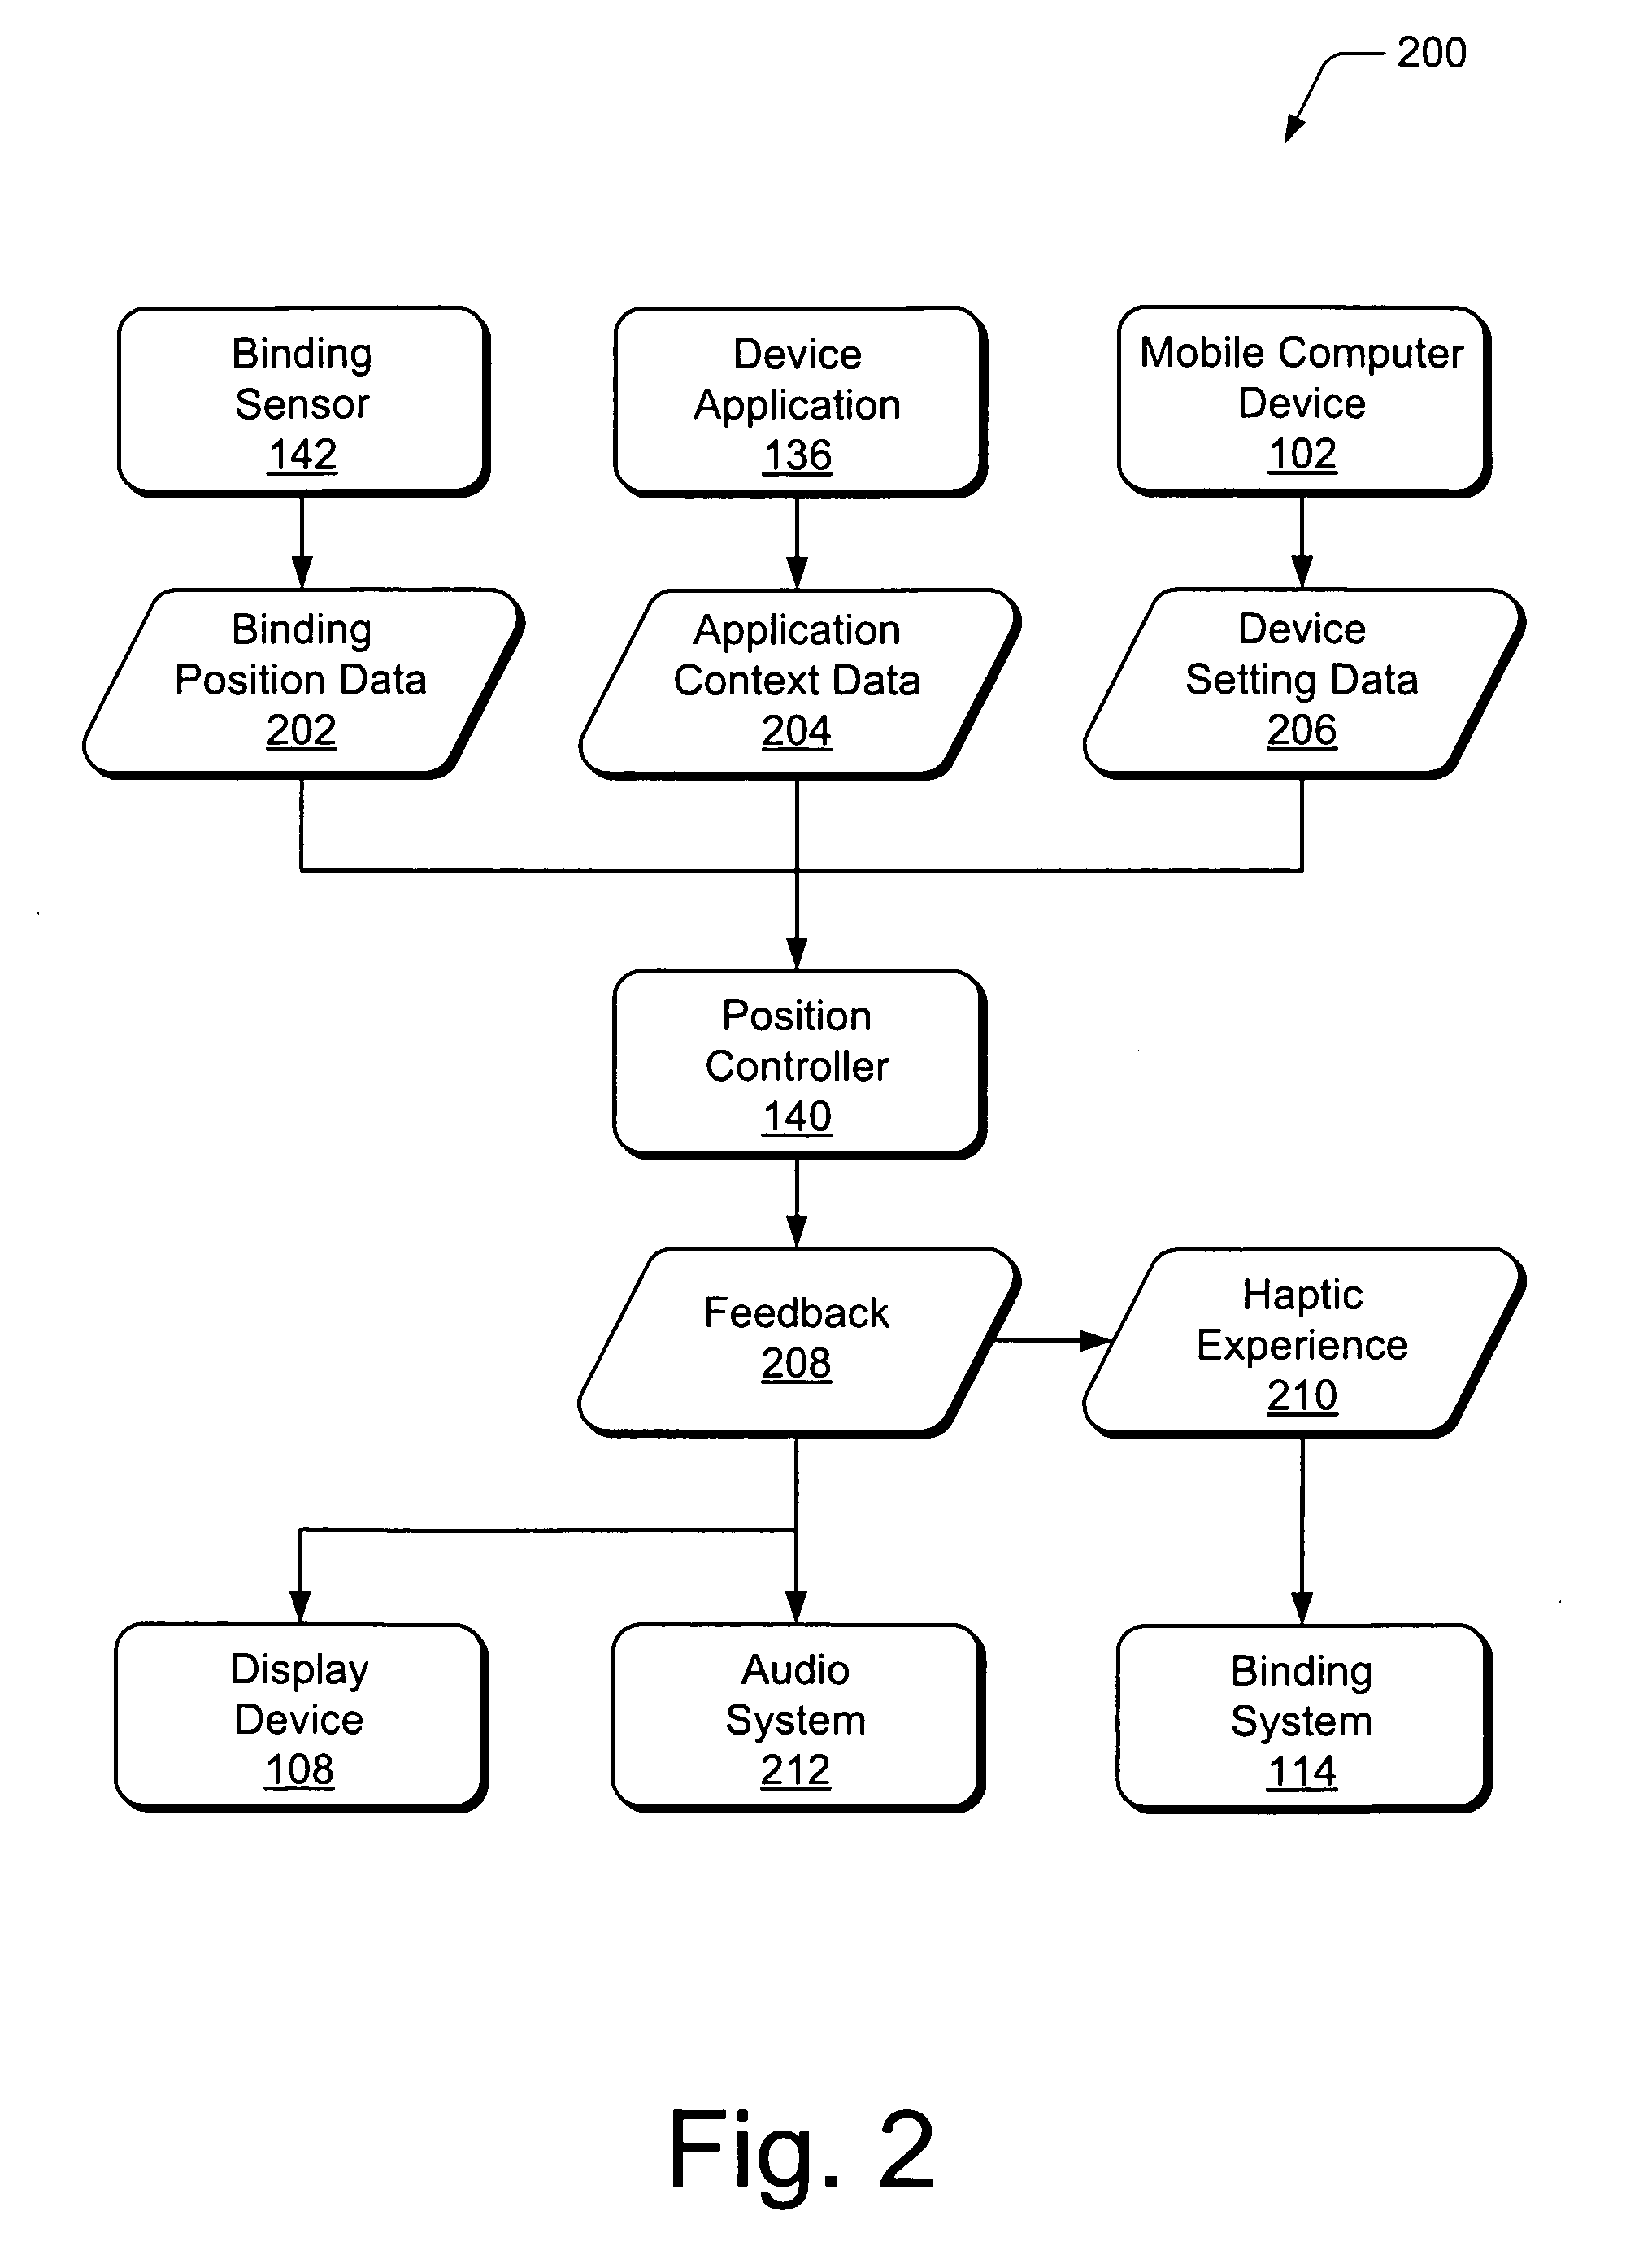 200
Binding
Sensor
142
Device
Application
136
Mobile Computer
Device
102
Binding
Position Data
202
Application
Context Data
204
Device
Setting Data
206
Position
Controller
140
Feedback
208
Haptic
Experience
210
Display
Device
108
Audio
System
212
Binding
System
114
Fig. 2